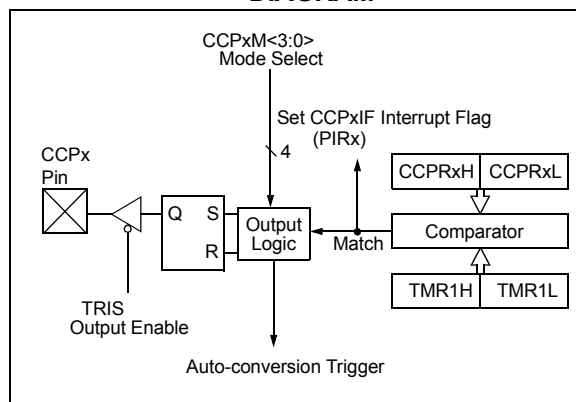 CCPxM<3:0>
Mode Select
Set CCPxIF Interrupt Flag
(PIRx)
4
CCPx
Pin
CCPRxH CCPRxL
Q S
R
Output
Logic
Match
Comparator
TMR1H TMR1L
TRIS
Output Enable
Auto-conversion Trigger